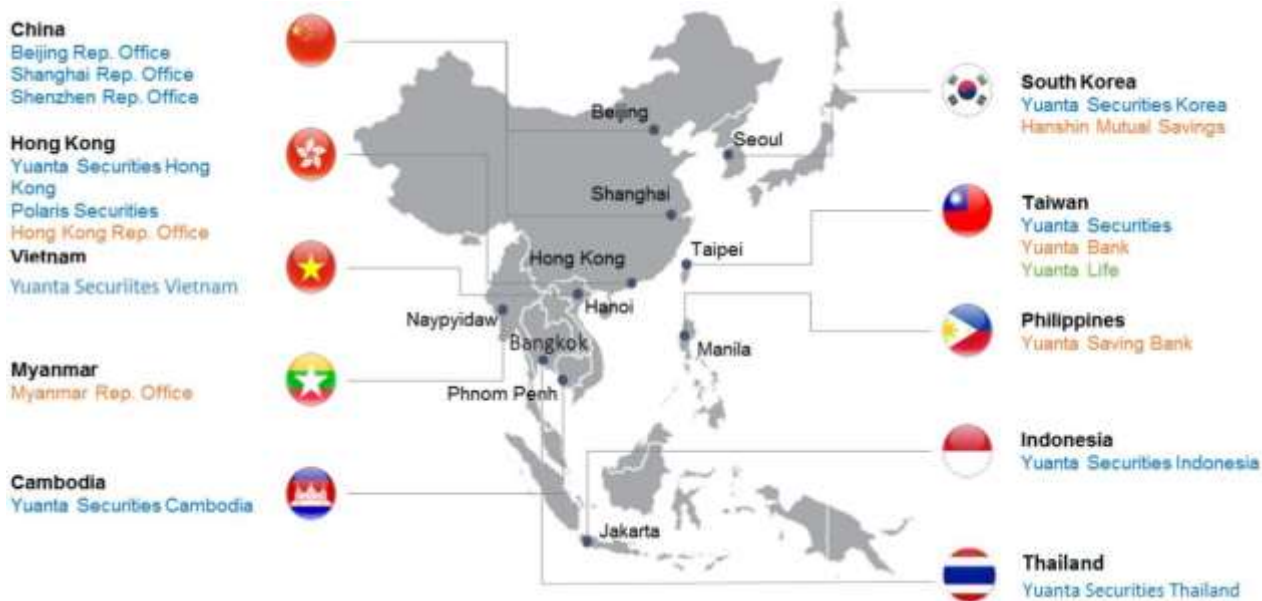 China
Beijing Rep. Office
Shanghai Rep. Office
Shenzhen Rep. Office
Hong Kong
Yuanta Securities Hong
Kong
Polaris Securities
Hong Kong Rep. Office
Vietnam
Yuanta Securiites Vietnam
Myanmar
Myanmar Rep. Office
Cambodia
Yuanta Securities Cambodia
Beijing
Seoul
Shanghai
Taipei
Hong Kong
Hanoi
Naypyidaw
Bangkok
Manila
Phnom Penh
Jakarta
South Korea
Yuanta Securities Korea
Hanshin Mutual Savings
Taiwan
Yuanta Securities
Yuanta Bank
Yuanta Life
Philippines
Yuanta Saving Bank
Indonesia
Yuanta Securities Indonesia
Thailand
Yuanta Securities Thailand